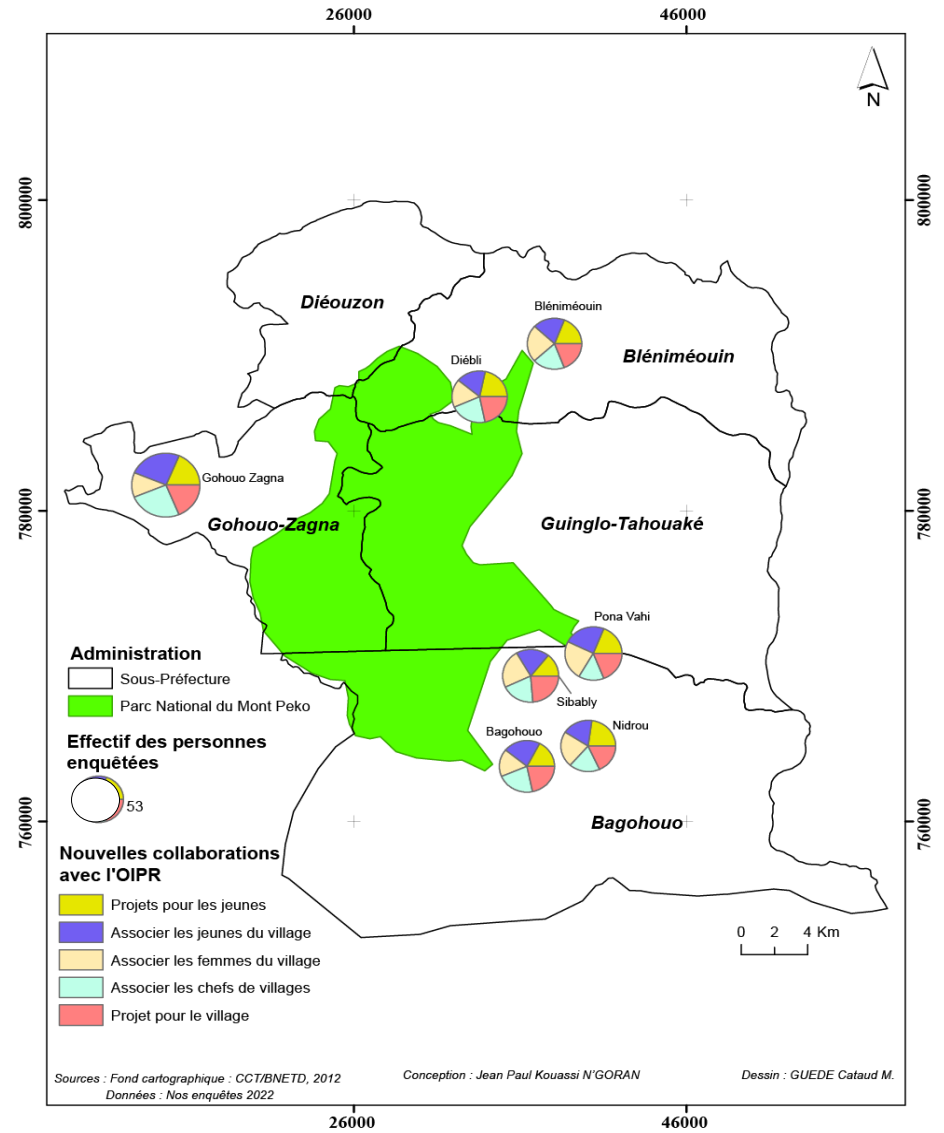 26000
46000
N
800000
800000
Diéouzon
Bléniméouin
Bléniméouin
Diébli
Gohouo Zagna
780000
780000
Gohouo-Zagna
Guinglo-Tahouaké
Pona Vahi
Sibably
Nidrou
Bagohouo
Bagohouo
760000
760000
Administration
Sous-Préfecture
Parc National du Mont Peko
Effectif des personnes
enquêtées
53
Nouvelles collaborations
avec l'OIPR
Projets pour les jeunes
Associer les jeunes du village
Associer les femmes du village
Associer les chefs de villages
Projet pour le village
0 2 4 Km
Sources : Fond cartographique : CCT/BNETD, 2012
Données : Nos enquêtes 2022
Conception : Jean Paul Kouassi N'GORAN
Dessin : GUEDE Cataud M.
26000
46000